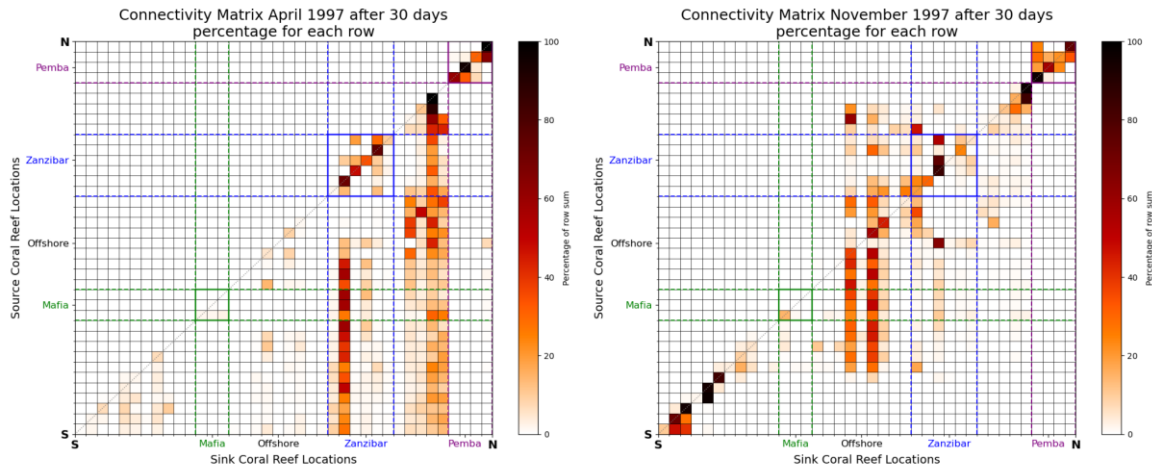 Connectivity Matrix April 1997 after 30 days
percentage for each row
N
Pemba
Zanzibar
Offshore
Mafia
S
Source Coral Reef Locations
S
Mafia
Offshore
Zanzibar
Pemba
N
Sink Coral Reef Locations
100
80
60
40
20
0
Percentage of row sum
Connectivity Matrix November 1997 after 30 days
percentage for each row
N
Pemba
Zanzibar
Offshore
Mafia
S
Source Coral Reef Locations
S
Mafia
Offshore
Zanzibar
Pemba
N
Sink Coral Reef Locations
100
80
60
40
20
0
Percentage of row sum